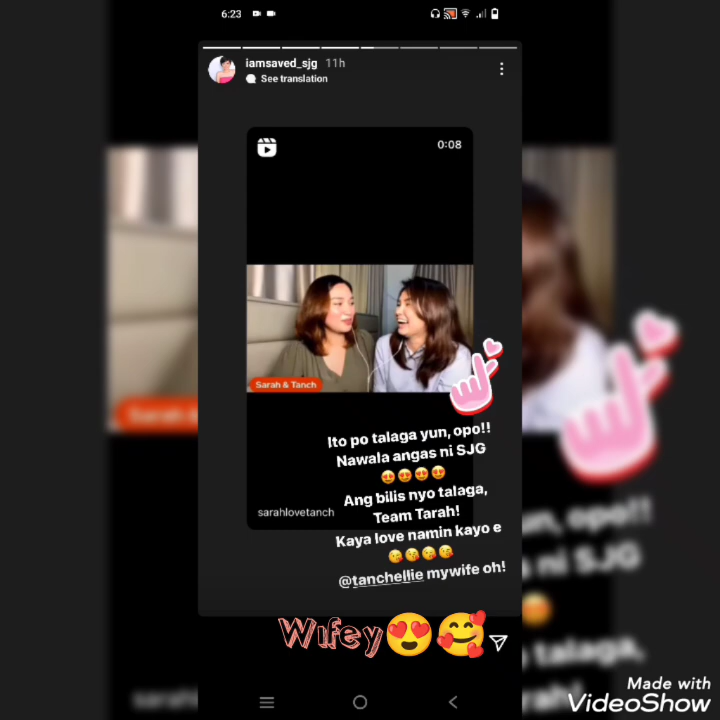 6:23
iamsaved_sjg 11h
See translation
0:08
Sarah & Tanch
Ito po talaga yun, opo!!
Nawala angas ni SJG
😍😍😍😍
Ang bilis nyo talaga,
Team Tarah!
Kaya love namin kayo e
😘😘😘😘
@tanchellie mywife oh!
sarahlovetanch
Wifey😍🥰
Made with
VideoShow